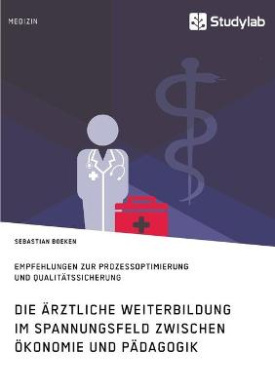 MEDIZIN
Studylab
SEBASTIAN BOEKEN
EMPFEHLUNGEN ZUR PROZESSOPTIMIERUNG
UND QUALITÄTSSICHERUNG
DIE ÄRZTLICHE WEITERBILDUNG
IM SPANNUNGSFELD ZWISCHEN
ÖKONOMIE UND PÄDAGOGIK